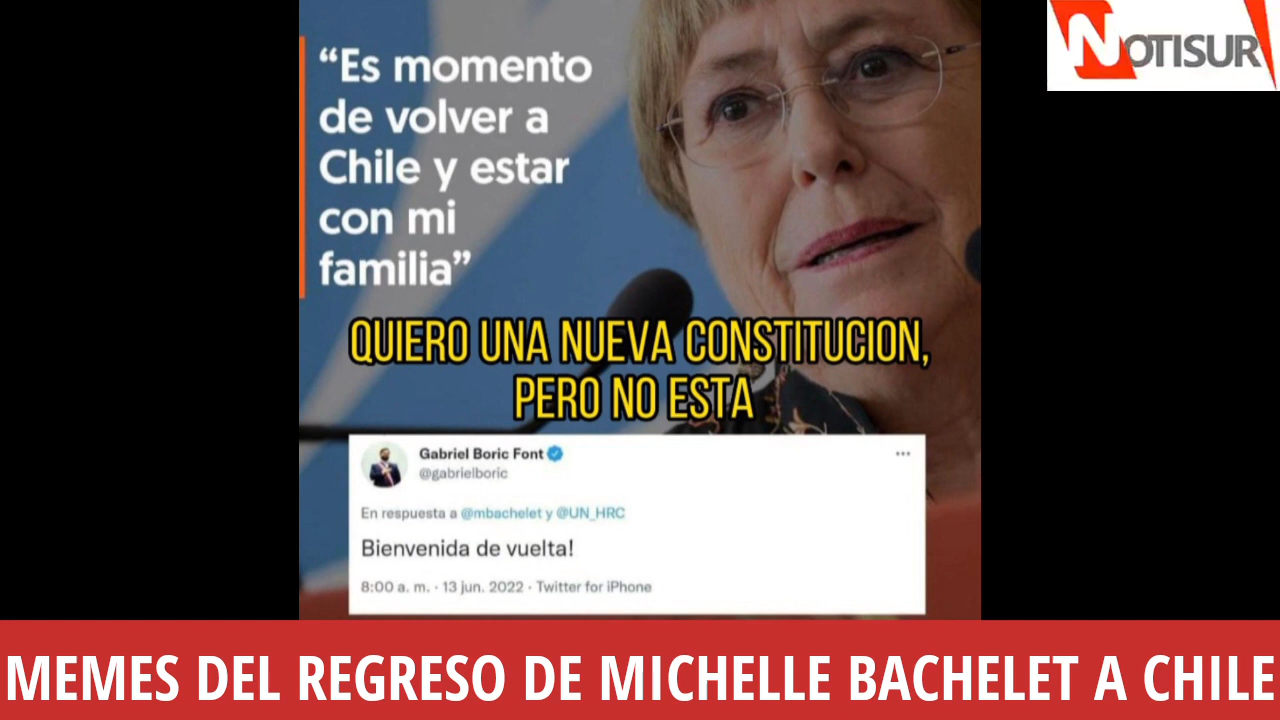 NOTISUR
“Es momento
de volver a
Chile y estar
con mi
familia”
QUIERO UNA NUEVA CONSTITUCION,
PERO NO ESTA
Gabriel Boric Font
@gabrielboric
En respuesta a @mbachelet y @UN_HRC
Bienvenida de vuelta!
8:00 a. m. · 13 jun. 2022 · Twitter for iPhone
MEMES DEL REGRESO DE MICHELLE BACHELET A CHILE